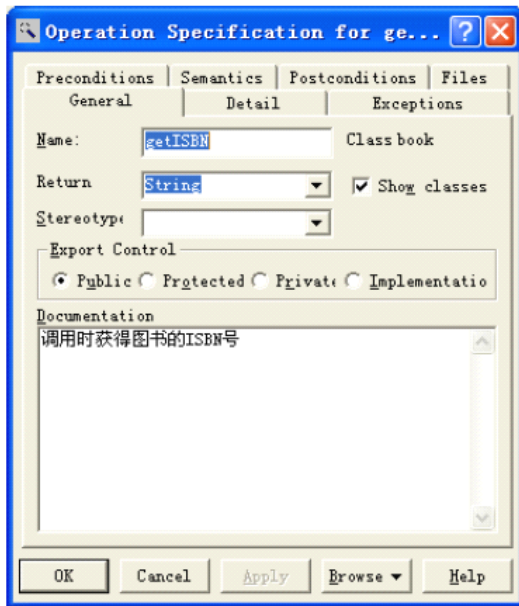 Operation Specification for ge...
Preconditions Semantics Postconditions Files
General Detail Exceptions
Name: getISBN Class book
Return String Show classes
Stereotype
Export Control
Public Protected Private Implementatio
Documentation
调用时获得图书的ISBN号
OK Cancel Apply Browse Help